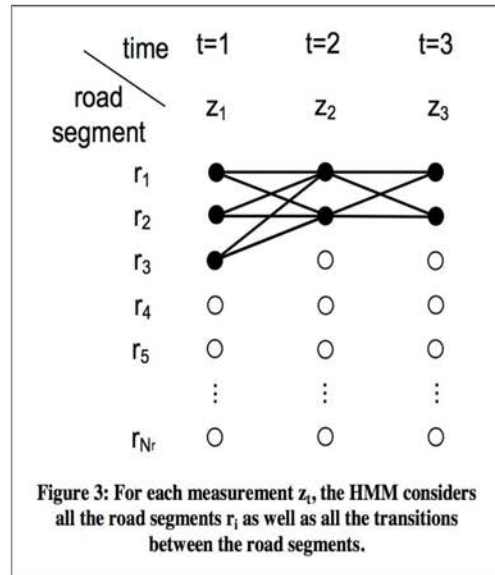 time t=1 t=2 t=3
road
segment z₁ z₂ z₃
r₁
r₂
r₃
r₄
r₅
⋮ ⋮ ⋮
r_Nr
Figure 3: For each measurement zₜ, the HMM considers
all the road segments rᵢ as well as all the transitions
between the road segments.